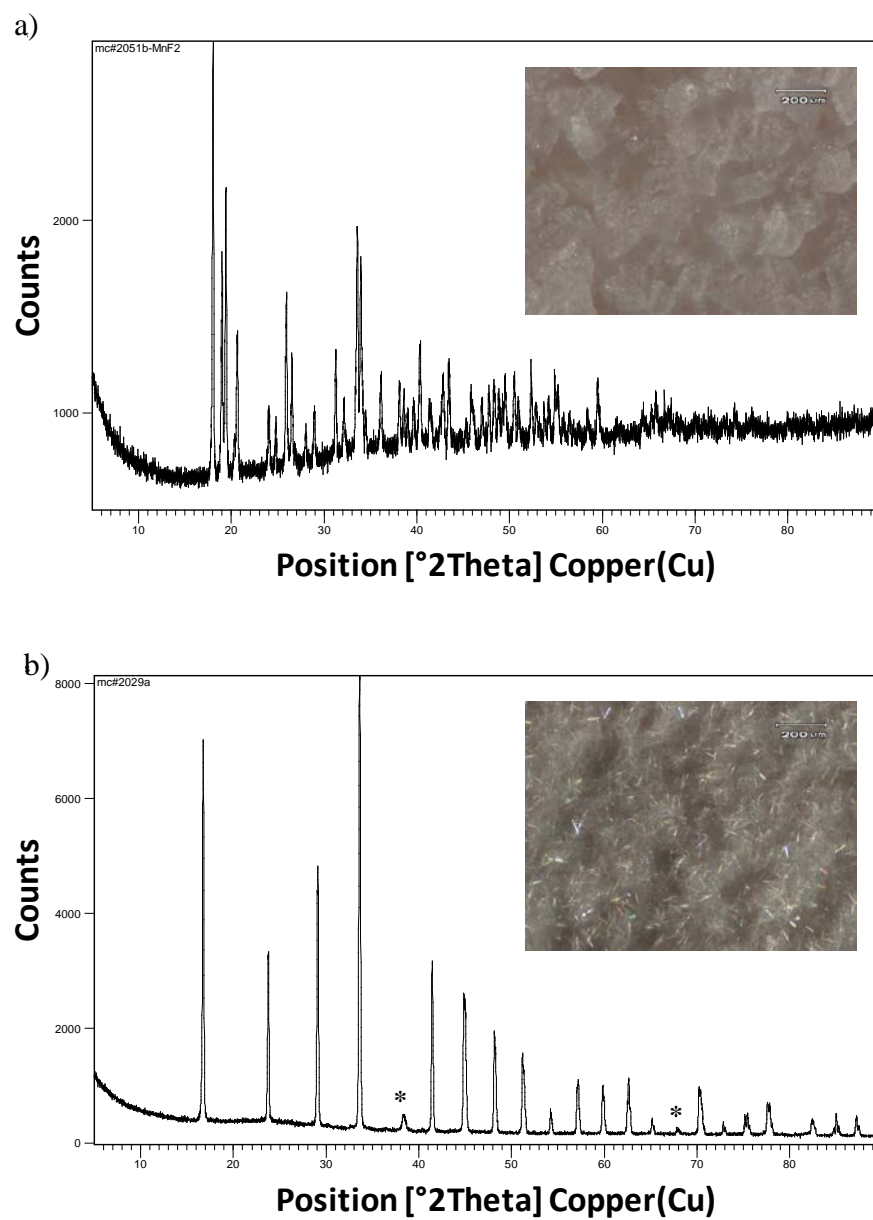 a)
mc#2051b-MnF2
200 um
2000
1000
Counts
10 20 30 40 50 60 70 80
Position [°2Theta] Copper(Cu)
b)
mc#2029a
200 um
8000
6000
4000
2000
0
Counts
* *
10 20 30 40 50 60 70 80
Position [°2Theta] Copper(Cu)